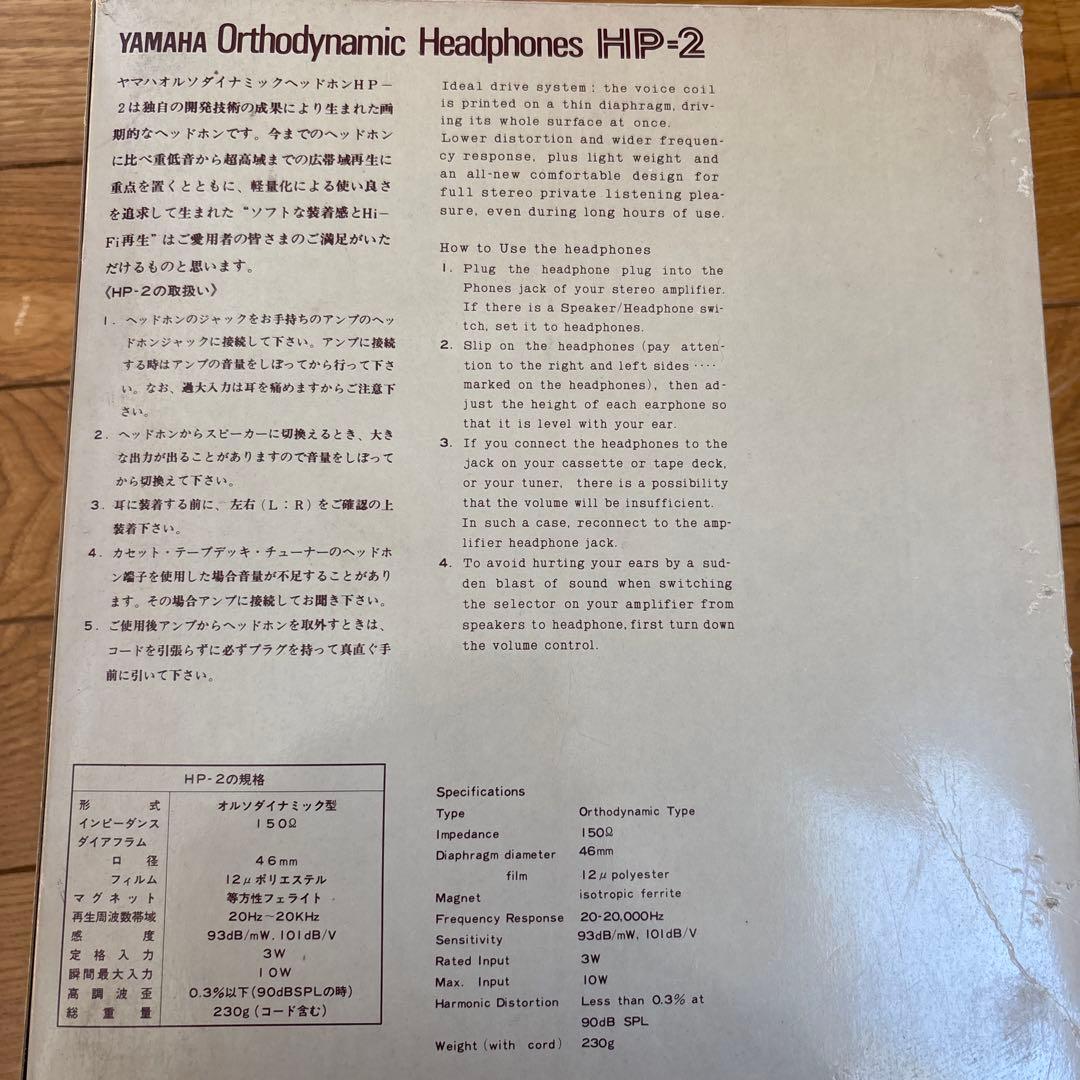 YAMAHA Orthodynamic Headphones HP-2
ヤマハオルソダイナミックヘッドホンHP-
2は独自の開発技術の成果により生まれた画
期的なヘッドホンです。今までのヘッドホン
に比べ重低音から超高域までの広帯域再生に
重点を置くとともに、軽量化による使い良さ
を追求して生まれた“ソフトな装着感とHi-
Fi再生”はご愛用者の皆さまのご満足がいた
だけるものと思います。
《HP-2の取扱い》
1. ヘッドホンのジャックをお手持ちのアンプのヘッ
ドホンジャックに接続して下さい。アンプに接続
する時はアンプの音量をしぼってから行って下さ
い。なお、過大入力は耳を痛めますからご注意下
さい。
2. ヘッドホンからスピーカーに切換えるとき、大き
な出力が出ることがありますので音量をしぼって
から切換えて下さい。
3. 耳に装着する前に、左右(L:R)をご確認の上
装着下さい。
4. カセット・テープデッキ・チューナーのヘッドホ
ン端子を使用した場合音量が不足することがあり
ます。その場合アンプに接続してお聞き下さい。
5. ご使用後アンプからヘッドホンを取外すときは、
コードを引張らずに必ずプラグを持って真直ぐ手
前に引いて下さい。
Ideal drive system: the voice coil
is printed on a thin diaphragm, driv-
ing its whole surface at once.
Lower distortion and wider frequen-
cy response, plus light weight and
an all-new comfortable design for
full stereo private listening plea-
sure, even during long hours of use.
How to Use the headphones
1. Plug the headphone plug into the
Phones jack of your stereo amplifier.
If there is a Speaker/Headphone swi-
tch, set it to headphones.
2. Slip on the headphones (pay atten-
tion to the right and left sides ····
marked on the headphones), then ad-
just the height of each earphone so
that it is level with your ear.
3. If you connect the headphones to the
jack on your cassette or tape deck,
or your tuner, there is a possibility
that the volume will be insufficient.
In such a case, reconnect to the amp-
lifier headphone jack.
4. To avoid hurting your ears by a sud-
den blast of sound when switching
the selector on your amplifier from
speakers to headphone, first turn down
the volume control.
HP-2の規格
形 式 オルソダイナミック型
インピーダンス 150Ω
ダイアフラム
口 径 46mm
フィルム 12μポリエステル
マグネット 等方性フェライト
再生周波数帯域 20Hz~20KHz
感 度 93dB/mW, 101dB/V
定格入力 3W
瞬間最大入力 10W
高調波歪 0.3%以下(90dBSPLの時)
総重量 230g(コード含む)
Specifications
Type Orthodynamic Type
Impedance 150Ω
Diaphragm diameter 46mm
film 12μ polyester
Magnet isotropic ferrite
Frequency Response 20-20,000Hz
Sensitivity 93dB/mW, 101dB/V
Rated Input 3W
Max. Input 10W
Harmonic Distortion Less than 0.3% at
90dB SPL
Weight (with cord) 230g